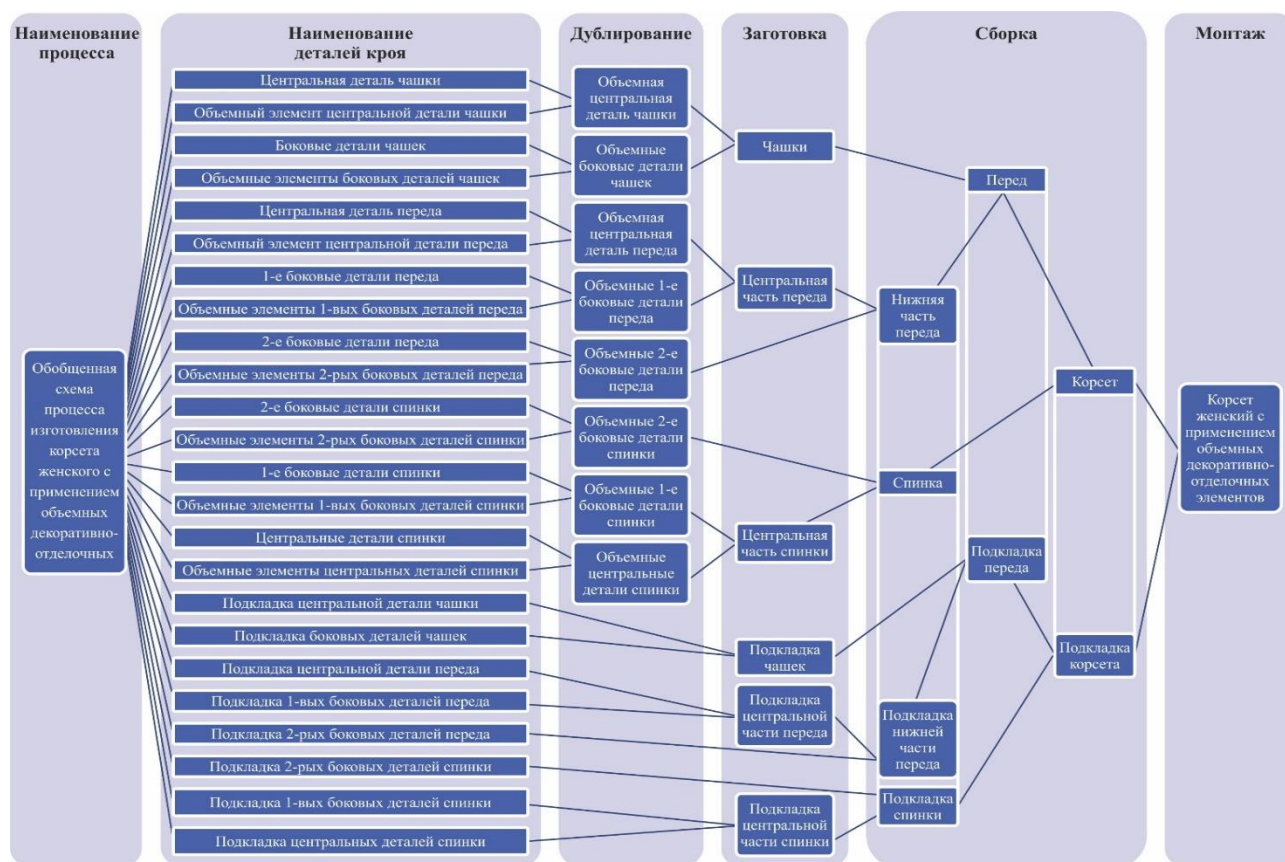 Наименование
процесса
Обобщенная
схема
процесса
изготовления
корсета
женского с
применением
объемных
декоративно-
отделочных
Наименование
деталей кроя
Центральная деталь чашки
Объемный элемент центральной детали чашки
Боковые детали чашек
Объемные элементы боковых деталей чашек
Центральная деталь переда
Объемный элемент центральной детали переда
1-е боковые детали переда
Объемные элементы 1-вых боковых деталей переда
2-е боковые детали переда
Объемные элементы 2-рых боковых деталей переда
2-е боковые детали спинки
Объемные элементы 2-рых боковых деталей спинки
1-е боковые детали спинки
Объемные элементы 1-вых боковых деталей спинки
Центральные детали спинки
Объемные элементы центральных деталей спинки
Подкладка центральной детали чашки
Подкладка боковых деталей чашек
Подкладка центральной детали переда
Подкладка 1-вых боковых деталей переда
Подкладка 2-рых боковых деталей переда
Подкладка 2-рых боковых деталей спинки
Подкладка 1-вых боковых деталей спинки
Подкладка центральных деталей спинки
Дублирование
Объемная
центральная
деталь чашки
Объемные
боковые детали
чашек
Объемная
центральная
деталь переда
Объемные 1-е
боковые детали
переда
Объемные 2-е
боковые детали
переда
Объемные 2-е
боковые детали
спинки
Объемные 1-е
боковые детали
спинки
Объемные
центральные
детали спинки
Заготовка
Чашки
Центральная
часть переда
Центральная
часть спинки
Подкладка
чашек
Подкладка
центральной
части переда
Подкладка
центральной
части спинки
Сборка
Перед
Нижняя
часть
переда
Корсет
Спинка
Подкладка
переда
Подкладка
корсета
Подкладка
нижней
части
переда
Подкладка
спинки
Монтаж
Корсет
женский с
применением
объемных
декоративно-
отделочных
элементов